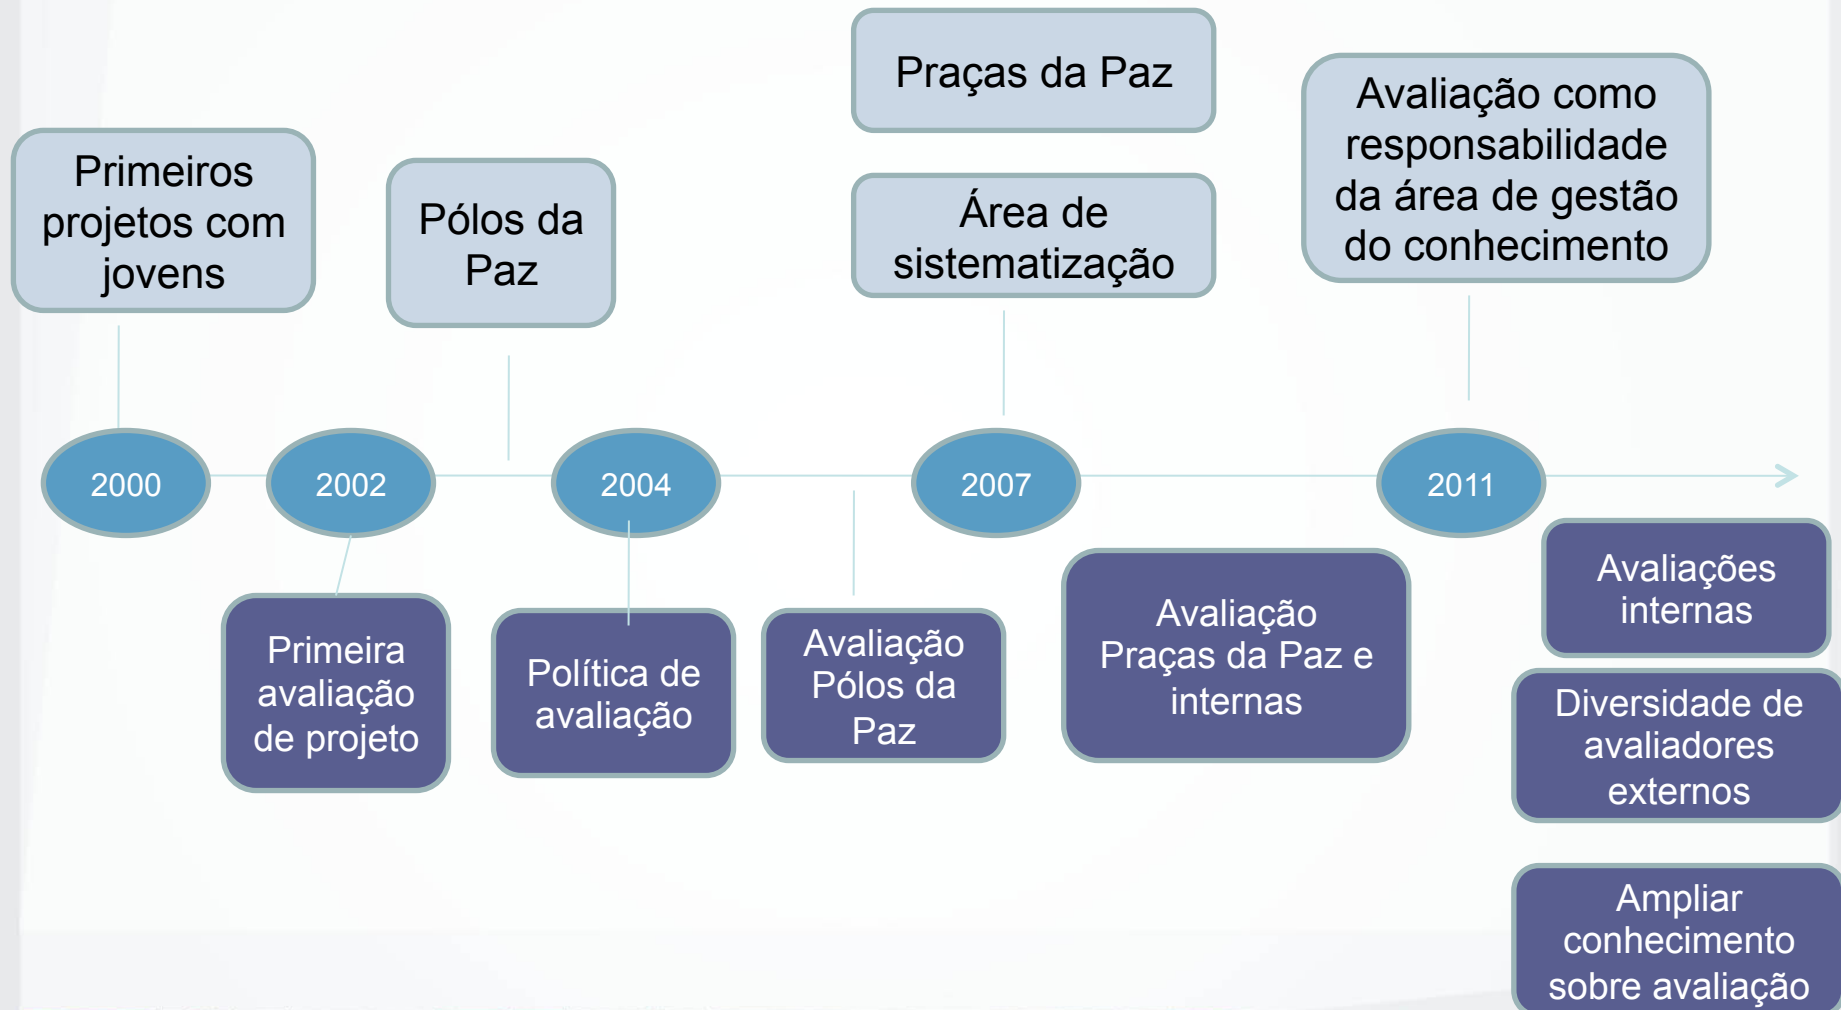 Primeiros
projetos com
jovens
Pólos da
Paz
Praças da Paz
Área de
sistematização
Avaliação como
responsabilidade
da área de gestão
do conhecimento
2000
2002
2004
2007
2011
Primeira
avaliação
de projeto
Política de
avaliação
Avaliação
Pólos da
Paz
Avaliação
Praças da Paz e
internas
Avaliações
internas
Diversidade de
avaliadores
externos
Ampliar
conhecimento
sobre avaliação